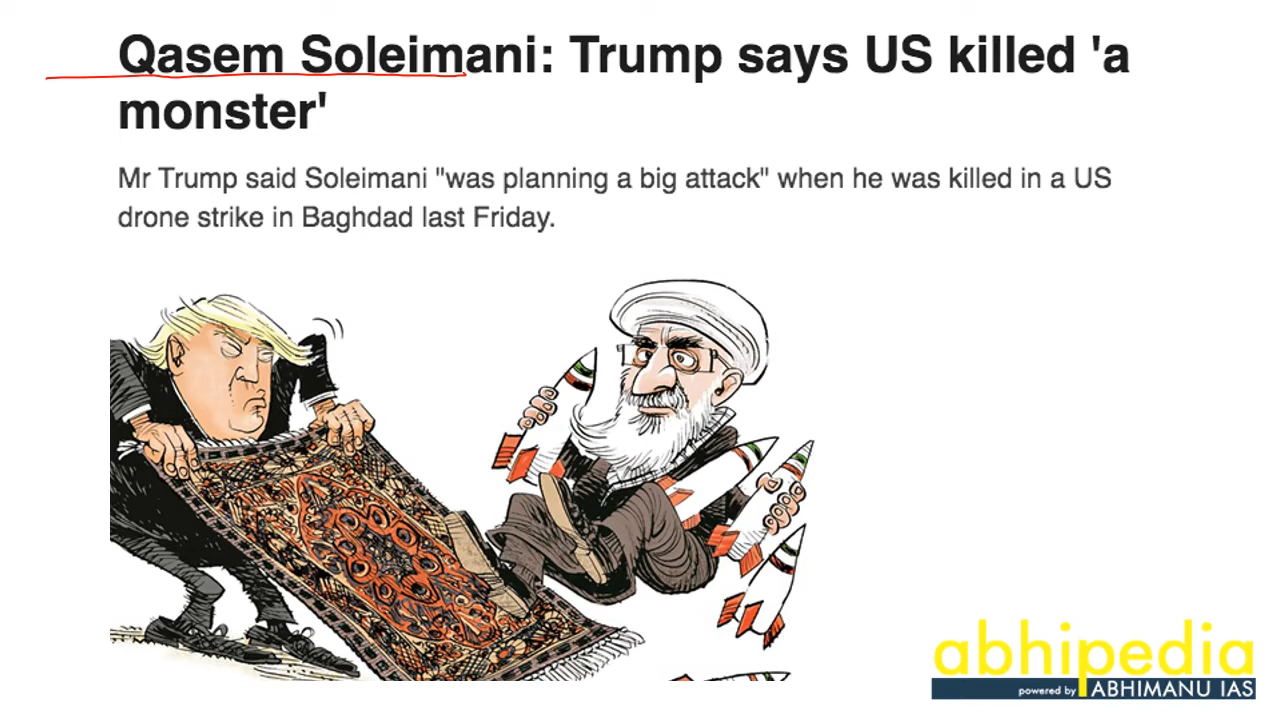 Qasem Soleimani: Trump says US killed 'a
monster'
Mr Trump said Soleimani "was planning a big attack" when he was killed in a US
drone strike in Baghdad last Friday.
abhipedia
powered by ABHIMANU IAS